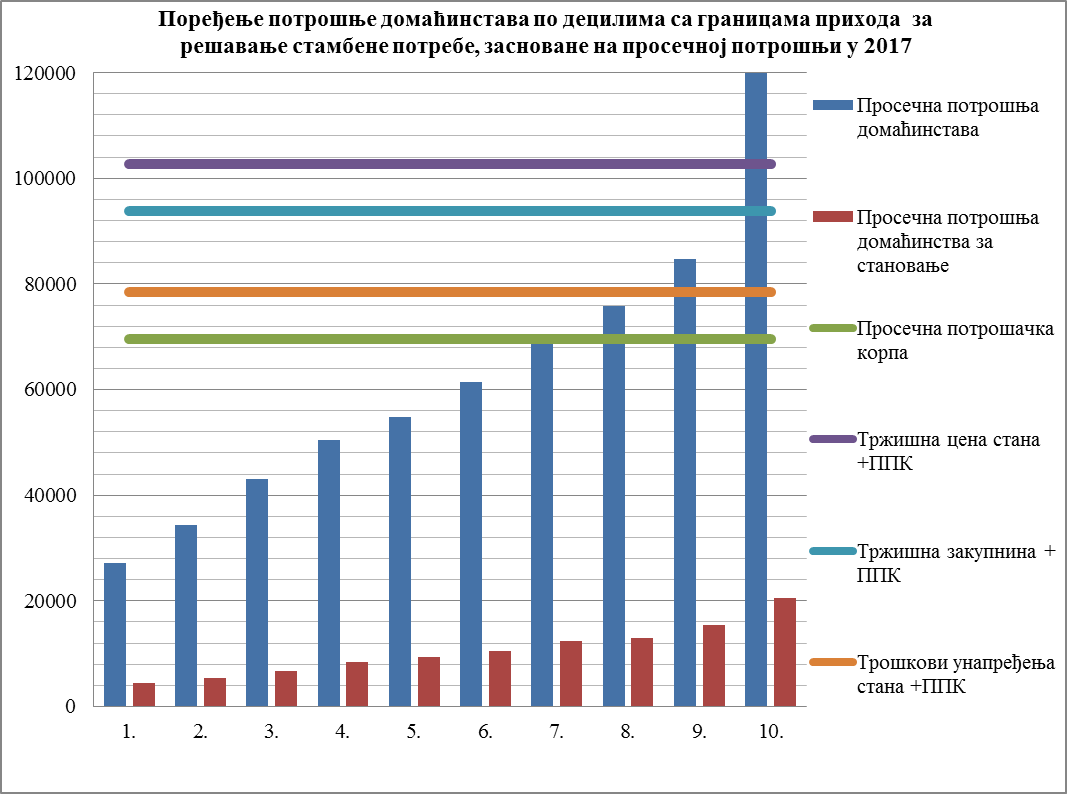 Поређење потрошње домаћинстава по децилима са границама прихода за
решавање стамбене потребе, засноване на просечној потрошњи у 2017
120000
100000
80000
60000
40000
20000
0
1. 2. 3. 4. 5. 6. 7. 8. 9. 10.
Просечна потрошња
домаћинстава
Просечна потрошња
домаћинства за
становање
Просечна потрошачка
корпа
Тржишна цена стана
+ППК
Тржишна закупнина +
ППК
Трошкови унапређења
стана +ППК